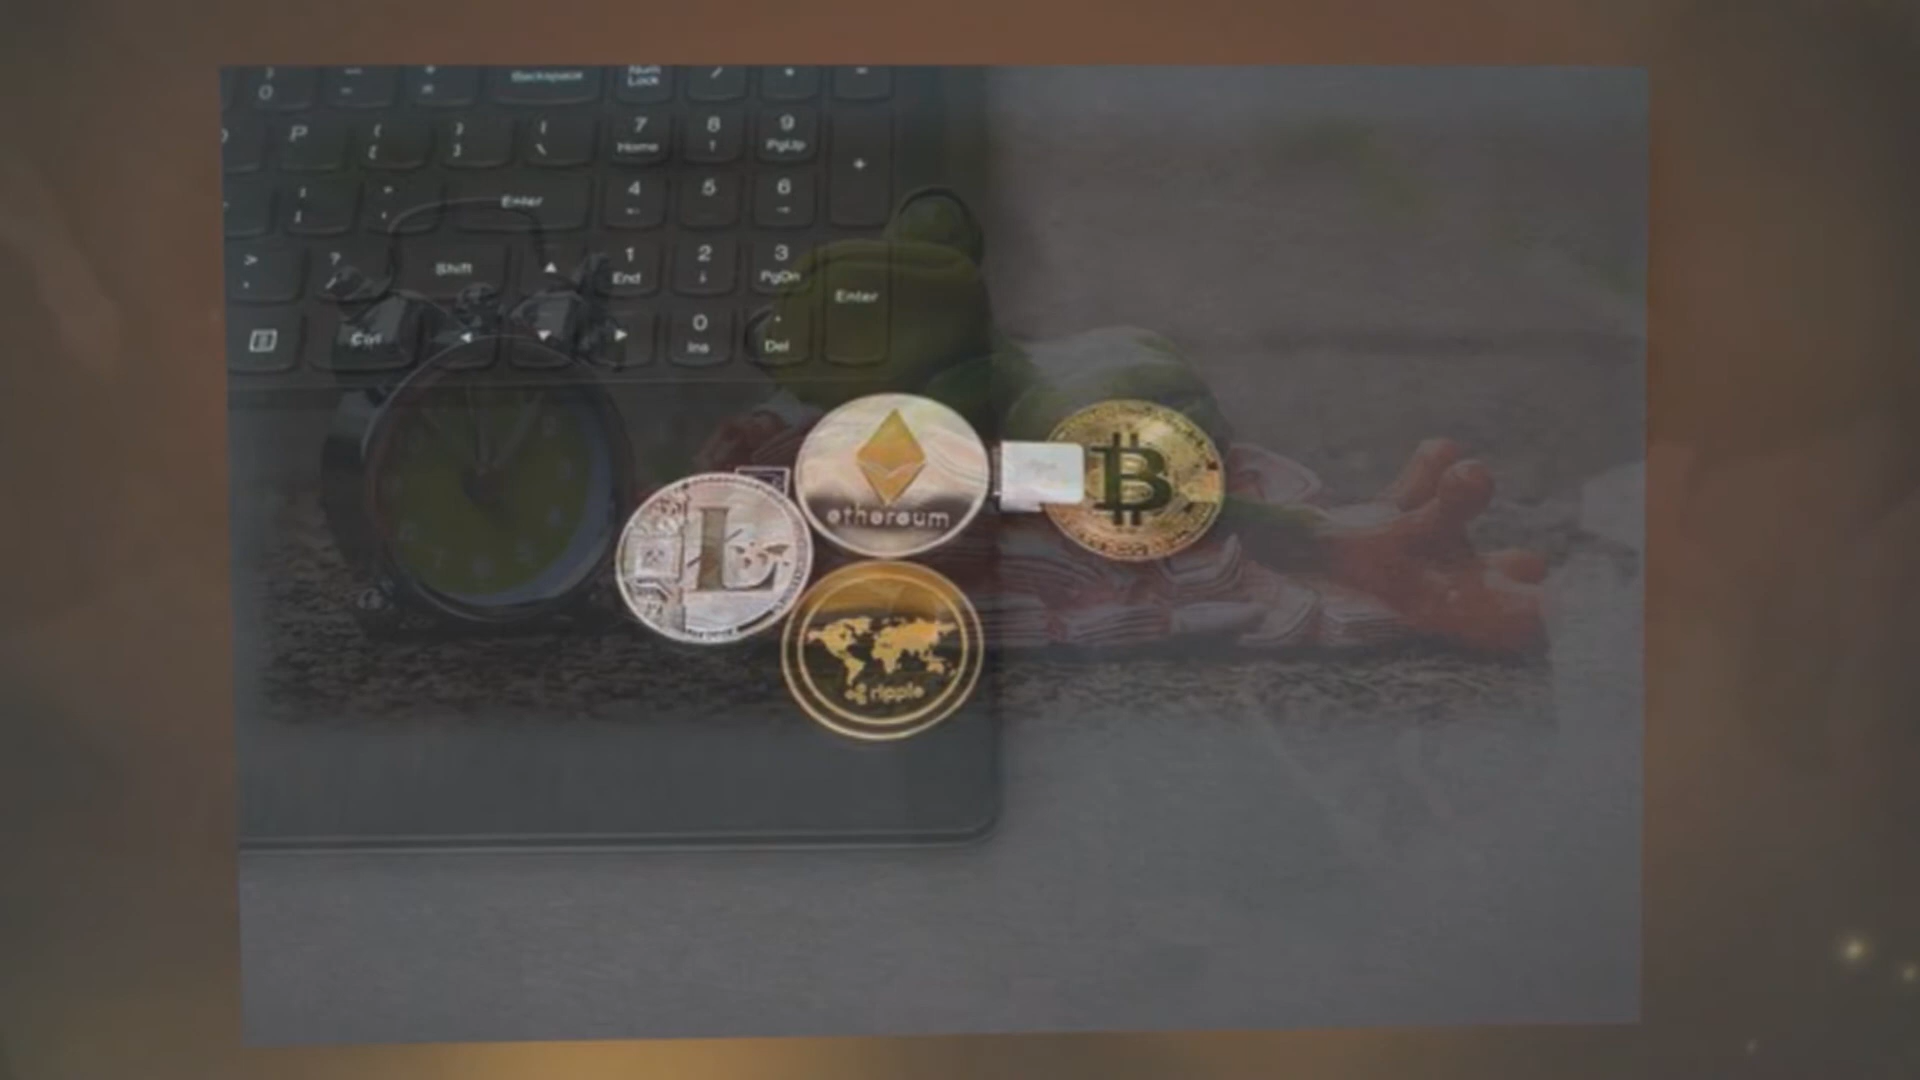 ) _ + Backspace Num Lock / * -
0 - =
P { } | 7 Home 8 ↑ 9 PgUp +
[ ] \
: " Enter 4 ← 5 6 →
; '
> ? Shift ▲ 1 End 2 ↓ 3 PgDn Enter
. /
Ctrl ◄ ▼ ► 0 Ins . Del
ethereum
B
L
ripple